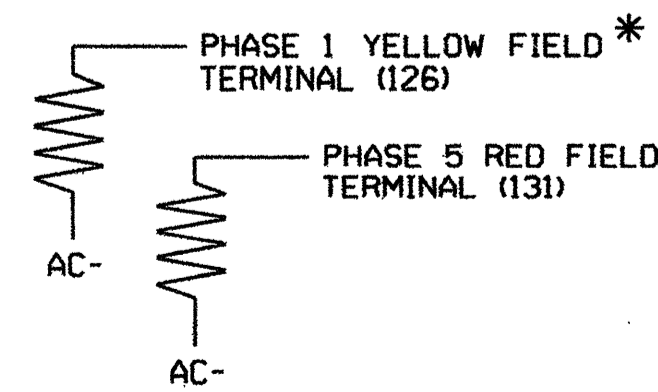 PHASE 1 YELLOW FIELD *
TERMINAL (126)
PHASE 5 RED FIELD
TERMINAL (131)
AC-
AC-